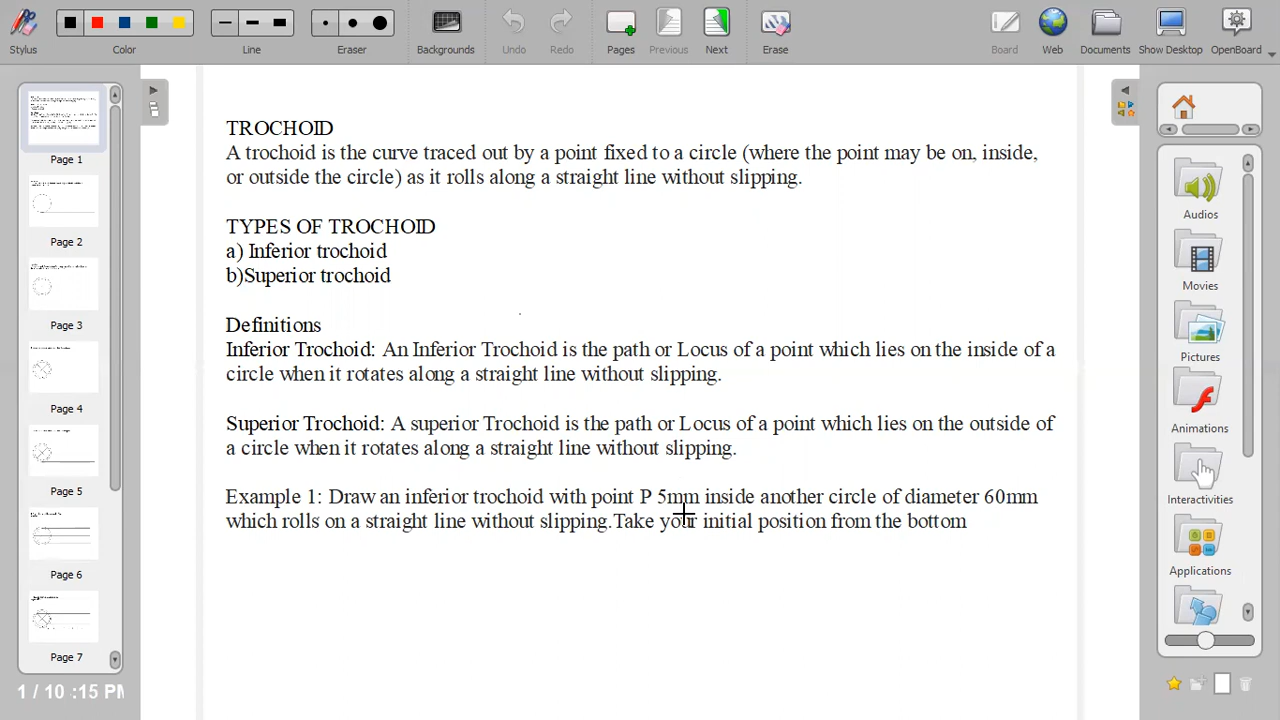 Stylus
Color
Line
Eraser
Backgrounds
Undo
Redo
Pages
Previous
Next
Erase
Board
Web
Documents
Show Desktop
OpenBoard
Page 1
Page 2
Page 3
Page 4
Page 5
Page 6
Page 7
1 / 10 :15 PM
TROCHOID
A trochoid is the curve traced out by a point fixed to a circle (where the point may be on, inside,
or outside the circle) as it rolls along a straight line without slipping.
TYPES OF TROCHOID
a) Inferior trochoid
b)Superior trochoid
Definitions
Inferior Trochoid: An Inferior Trochoid is the path or Locus of a point which lies on the inside of a
circle when it rotates along a straight line without slipping.
Superior Trochoid: A superior Trochoid is the path or Locus of a point which lies on the outside of
a circle when it rotates along a straight line without slipping.
Example 1: Draw an inferior trochoid with point P 5mm inside another circle of diameter 60mm
which rolls on a straight line without slipping.Take your initial position from the bottom
Audios
Movies
Pictures
Animations
Interactivities
Applications